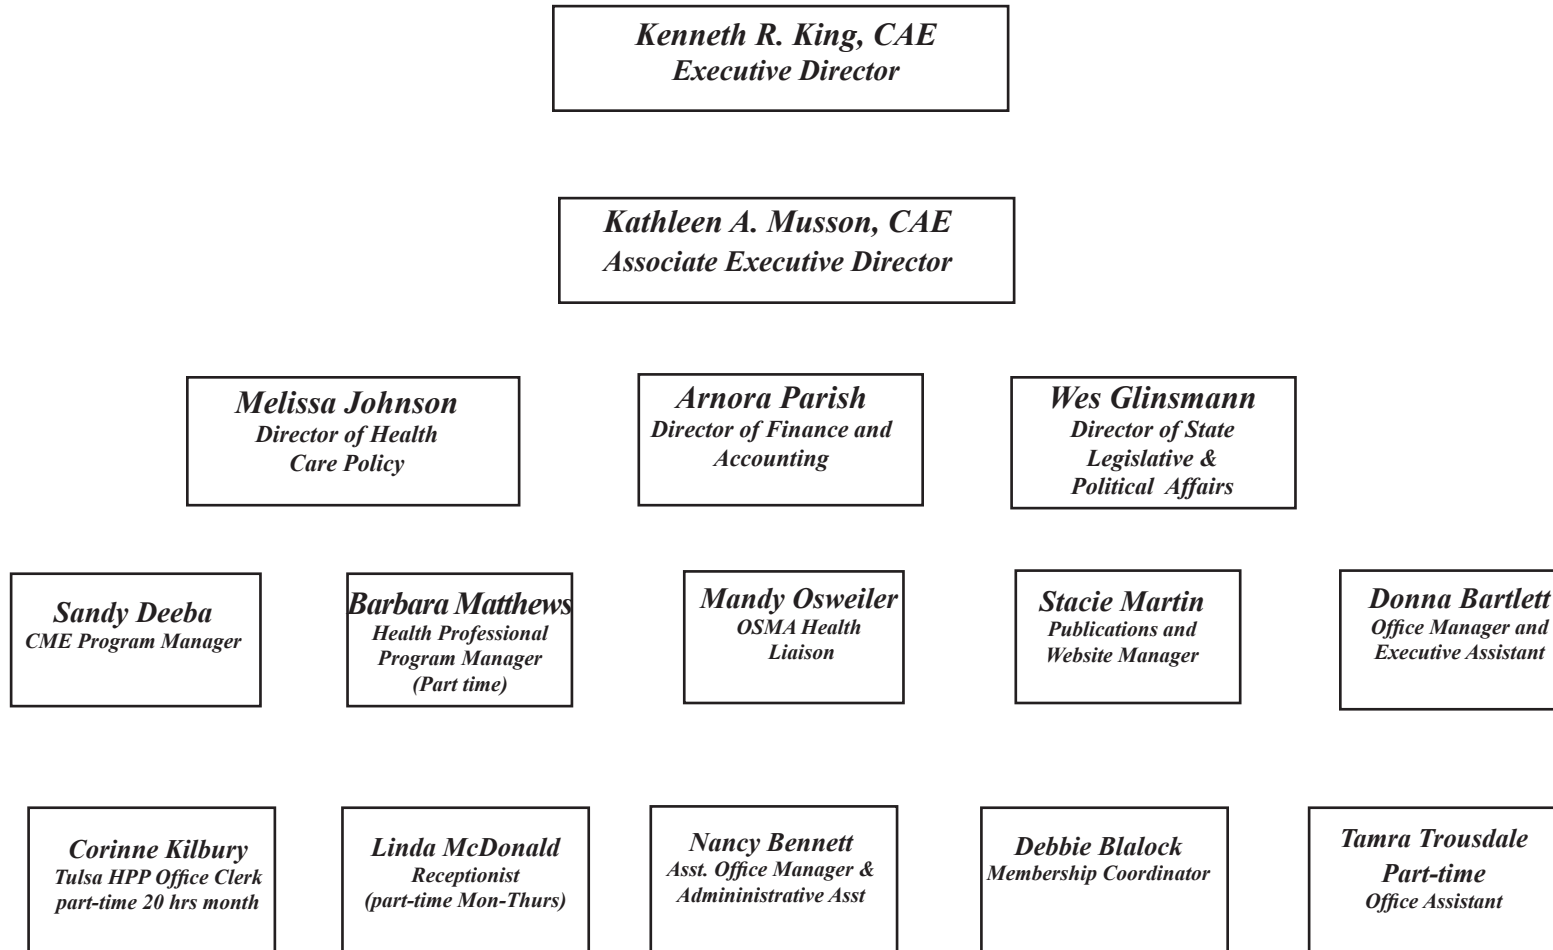 Kenneth R. King, CAE
Executive Director
Kathleen A. Musson, CAE
Associate Executive Director
Melissa Johnson
Director of Health
Care Policy
Arnora Parish
Director of Finance and
Accounting
Wes Glinsmann
Director of State
Legislative &
Political Affairs
Sandy Deeba
CME Program Manager
Barbara Matthews
Health Professional
Program Manager
(Part time)
Mandy Osweiler
OSMA Health
Liaison
Stacie Martin
Publications and
Website Manager
Donna Bartlett
Office Manager and
Executive Assistant
Corinne Kilbury
Tulsa HPP Office Clerk
part-time 20 hrs month
Linda McDonald
Receptionist
(part-time Mon-Thurs)
Nancy Bennett
Asst. Office Manager &
Admininistrative Asst
Debbie Blalock
Membership Coordinator
Tamra Trousdale
Part-time
Office Assistant